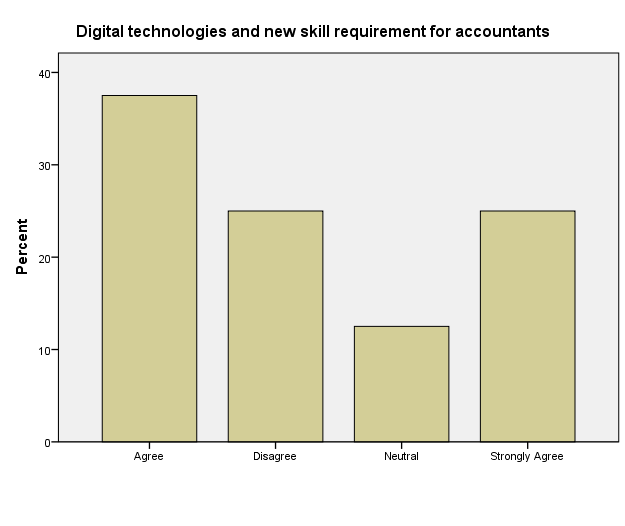 Digital technologies and new skill requirement for accountants
Percent
40
30
20
10
0
Agree
Disagree
Neutral
Strongly Agree